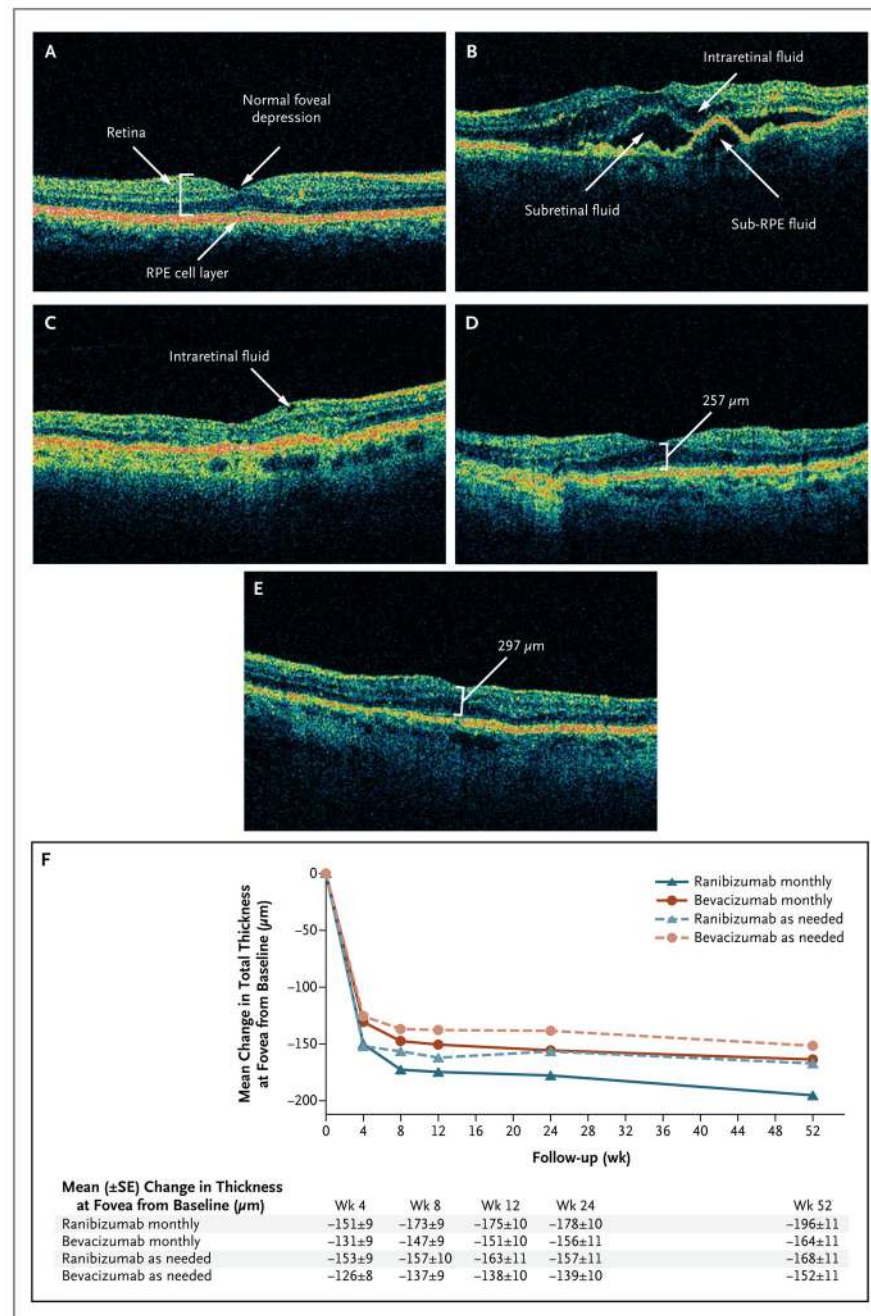 A
Retina
Normal foveal
depression
RPE cell layer
B
Intraretinal fluid
Subretinal fluid
Sub-RPE fluid
C
Intraretinal fluid
D
257 µm
E
297 µm
F
Mean Change in Total Thickness
at Fovea from Baseline (µm)
0
−50
−100
−150
−200
Ranibizumab monthly
Bevacizumab monthly
Ranibizumab as needed
Bevacizumab as needed
0 4 8 12 16 20 24 28 32 36 40 44 48 52
Follow-up (wk)
Mean (±SE) Change in Thickness
at Fovea from Baseline (µm) Wk 4 Wk 8 Wk 12 Wk 24 Wk 52
Ranibizumab monthly −151±9 −173±9 −175±10 −178±10 −196±11
Bevacizumab monthly −131±9 −147±9 −151±10 −156±11 −164±11
Ranibizumab as needed −153±9 −157±10 −163±11 −157±11 −168±11
Bevacizumab as needed −126±8 −137±9 −138±10 −139±10 −152±11